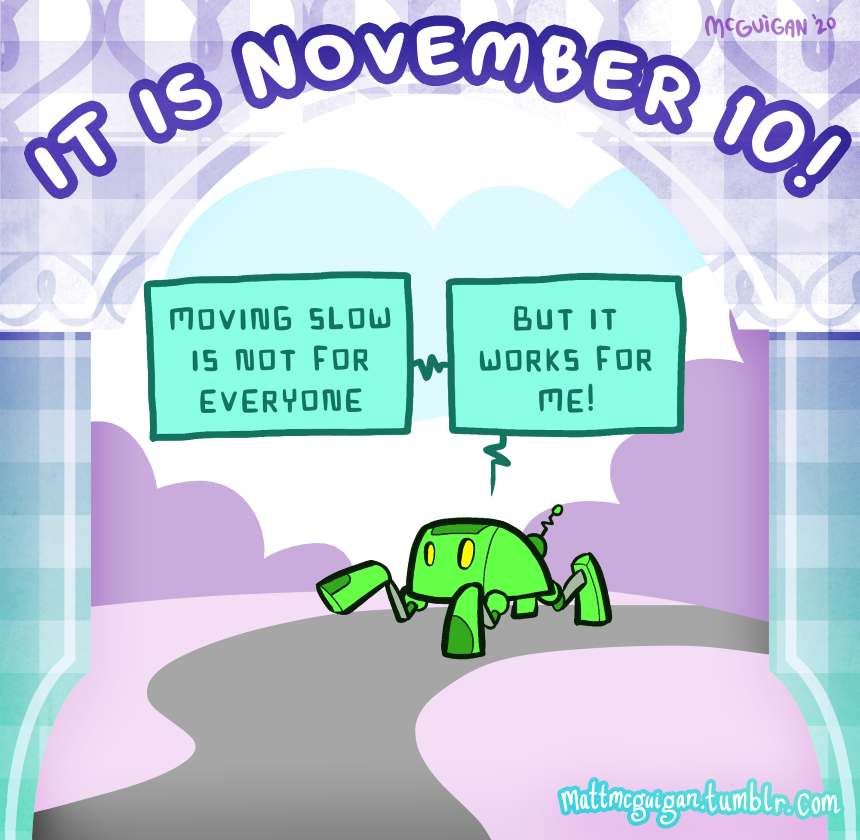 McGUiGAN '20
IT IS NOVEMBER 10!
MOVING SLOW
IS NOT FOR
EVERYONE
BUT IT
WORKS FOR
ME!
mattmcguigan.tumblr.com